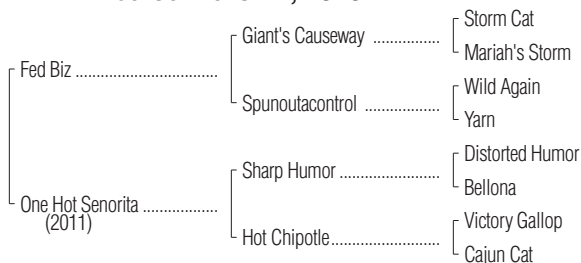 Storm Cat
Giant's Causeway ..................
Mariah's Storm
Fed Biz ................................
Wild Again
Spunoutacontrol .................
Yarn
Distorted Humor
Sharp Humor .......................
Bellona
One Hot Senorita .................
(2011)
Victory Gallop
Hot Chipotle.........................
Cajun Cat